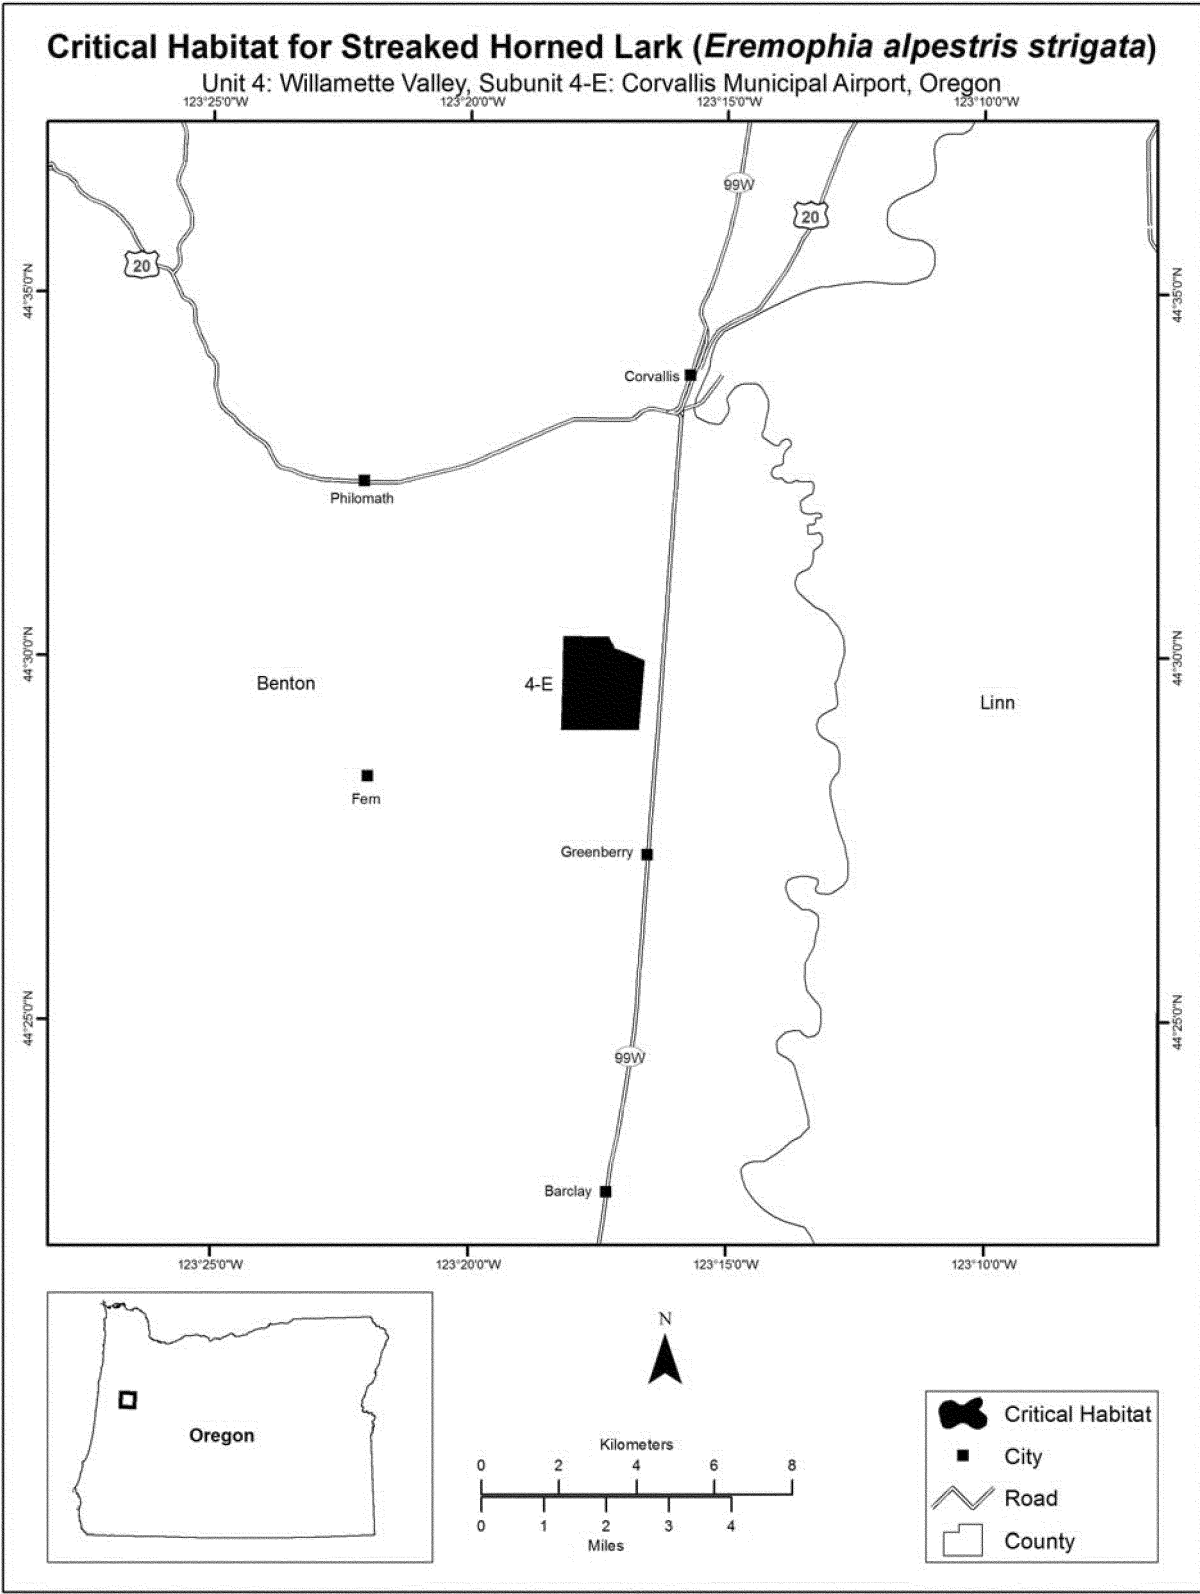 Critical Habitat for Streaked Horned Lark (Eremophia alpestris strigata)
Unit 4: Willamette Valley, Subunit 4-E: Corvallis Municipal Airport, Oregon
123°25'0"W 123°20'0"W 123°15'0"W 123°10'0"W
99W
20
20
44°35'0"N
44°35'0"N
Corvallis
Philomath
44°30'0"N
44°30'0"N
Benton
4-E
Linn
Fern
Greenberry
44°25'0"N
44°25'0"N
99W
Barclay
123°25'0"W 123°20'0"W 123°15'0"W 123°10'0"W
Oregon
N
Kilometers
0 2 4 6 8
0 1 2 3 4
Miles
Critical Habitat
City
Road
County